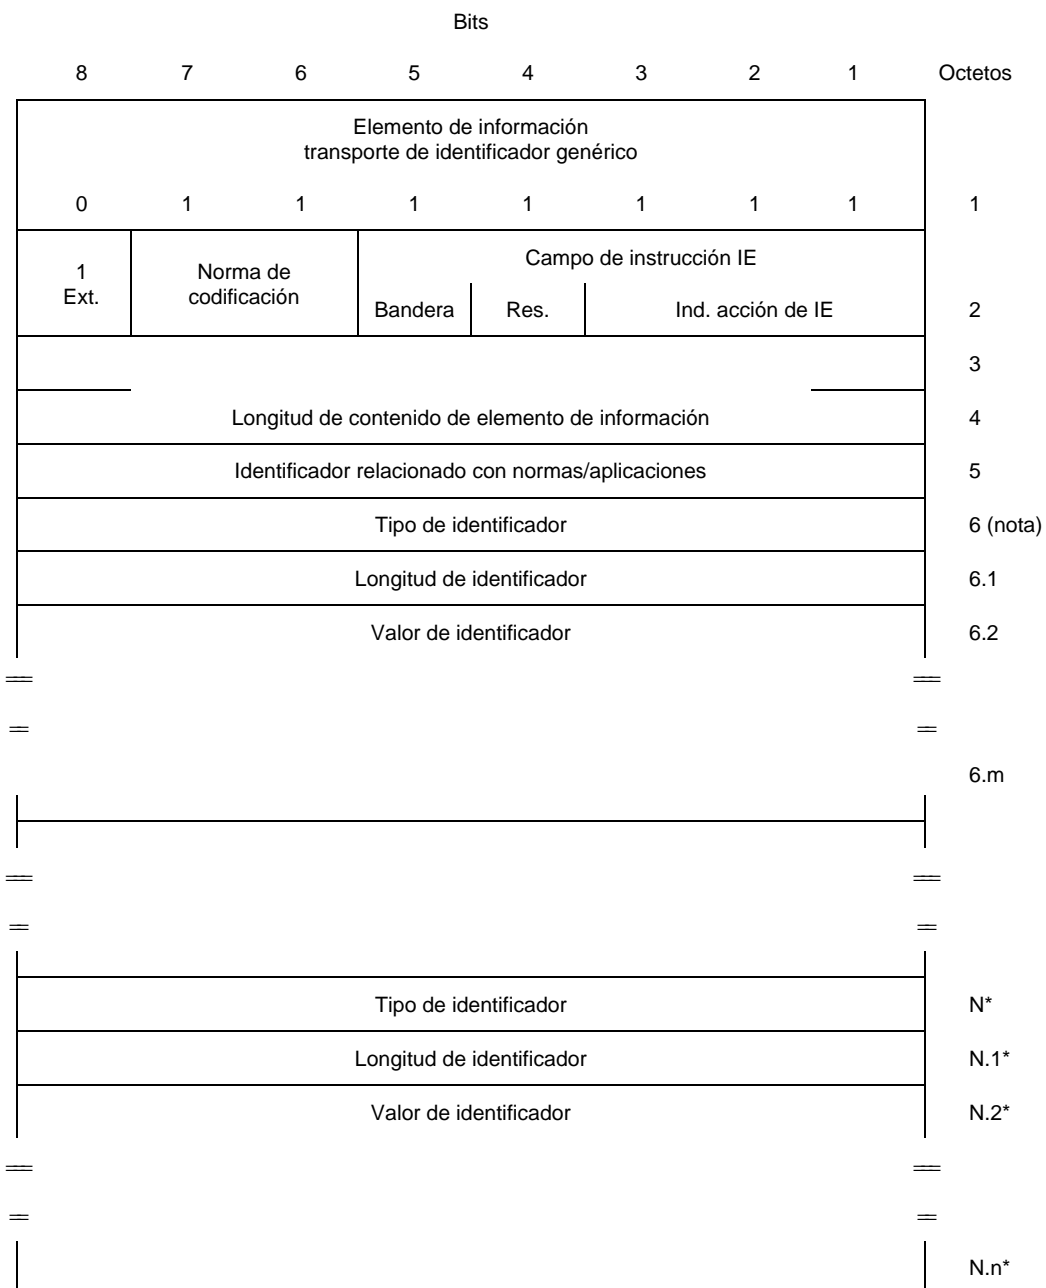 Bits
8 7 6 5 4 3 2 1 Octetos
Elemento de información
transporte de identificador genérico
0 1 1 1 1 1 1 1 1
1 Norma de Campo de instrucción IE
Ext. codificación Bandera Res. Ind. acción de IE 2
3
Longitud de contenido de elemento de información 4
Identificador relacionado con normas/aplicaciones 5
Tipo de identificador 6 (nota)
Longitud de identificador 6.1
Valor de identificador 6.2
6.m
Tipo de identificador N*
Longitud de identificador N.1*
Valor de identificador N.2*
N.n*